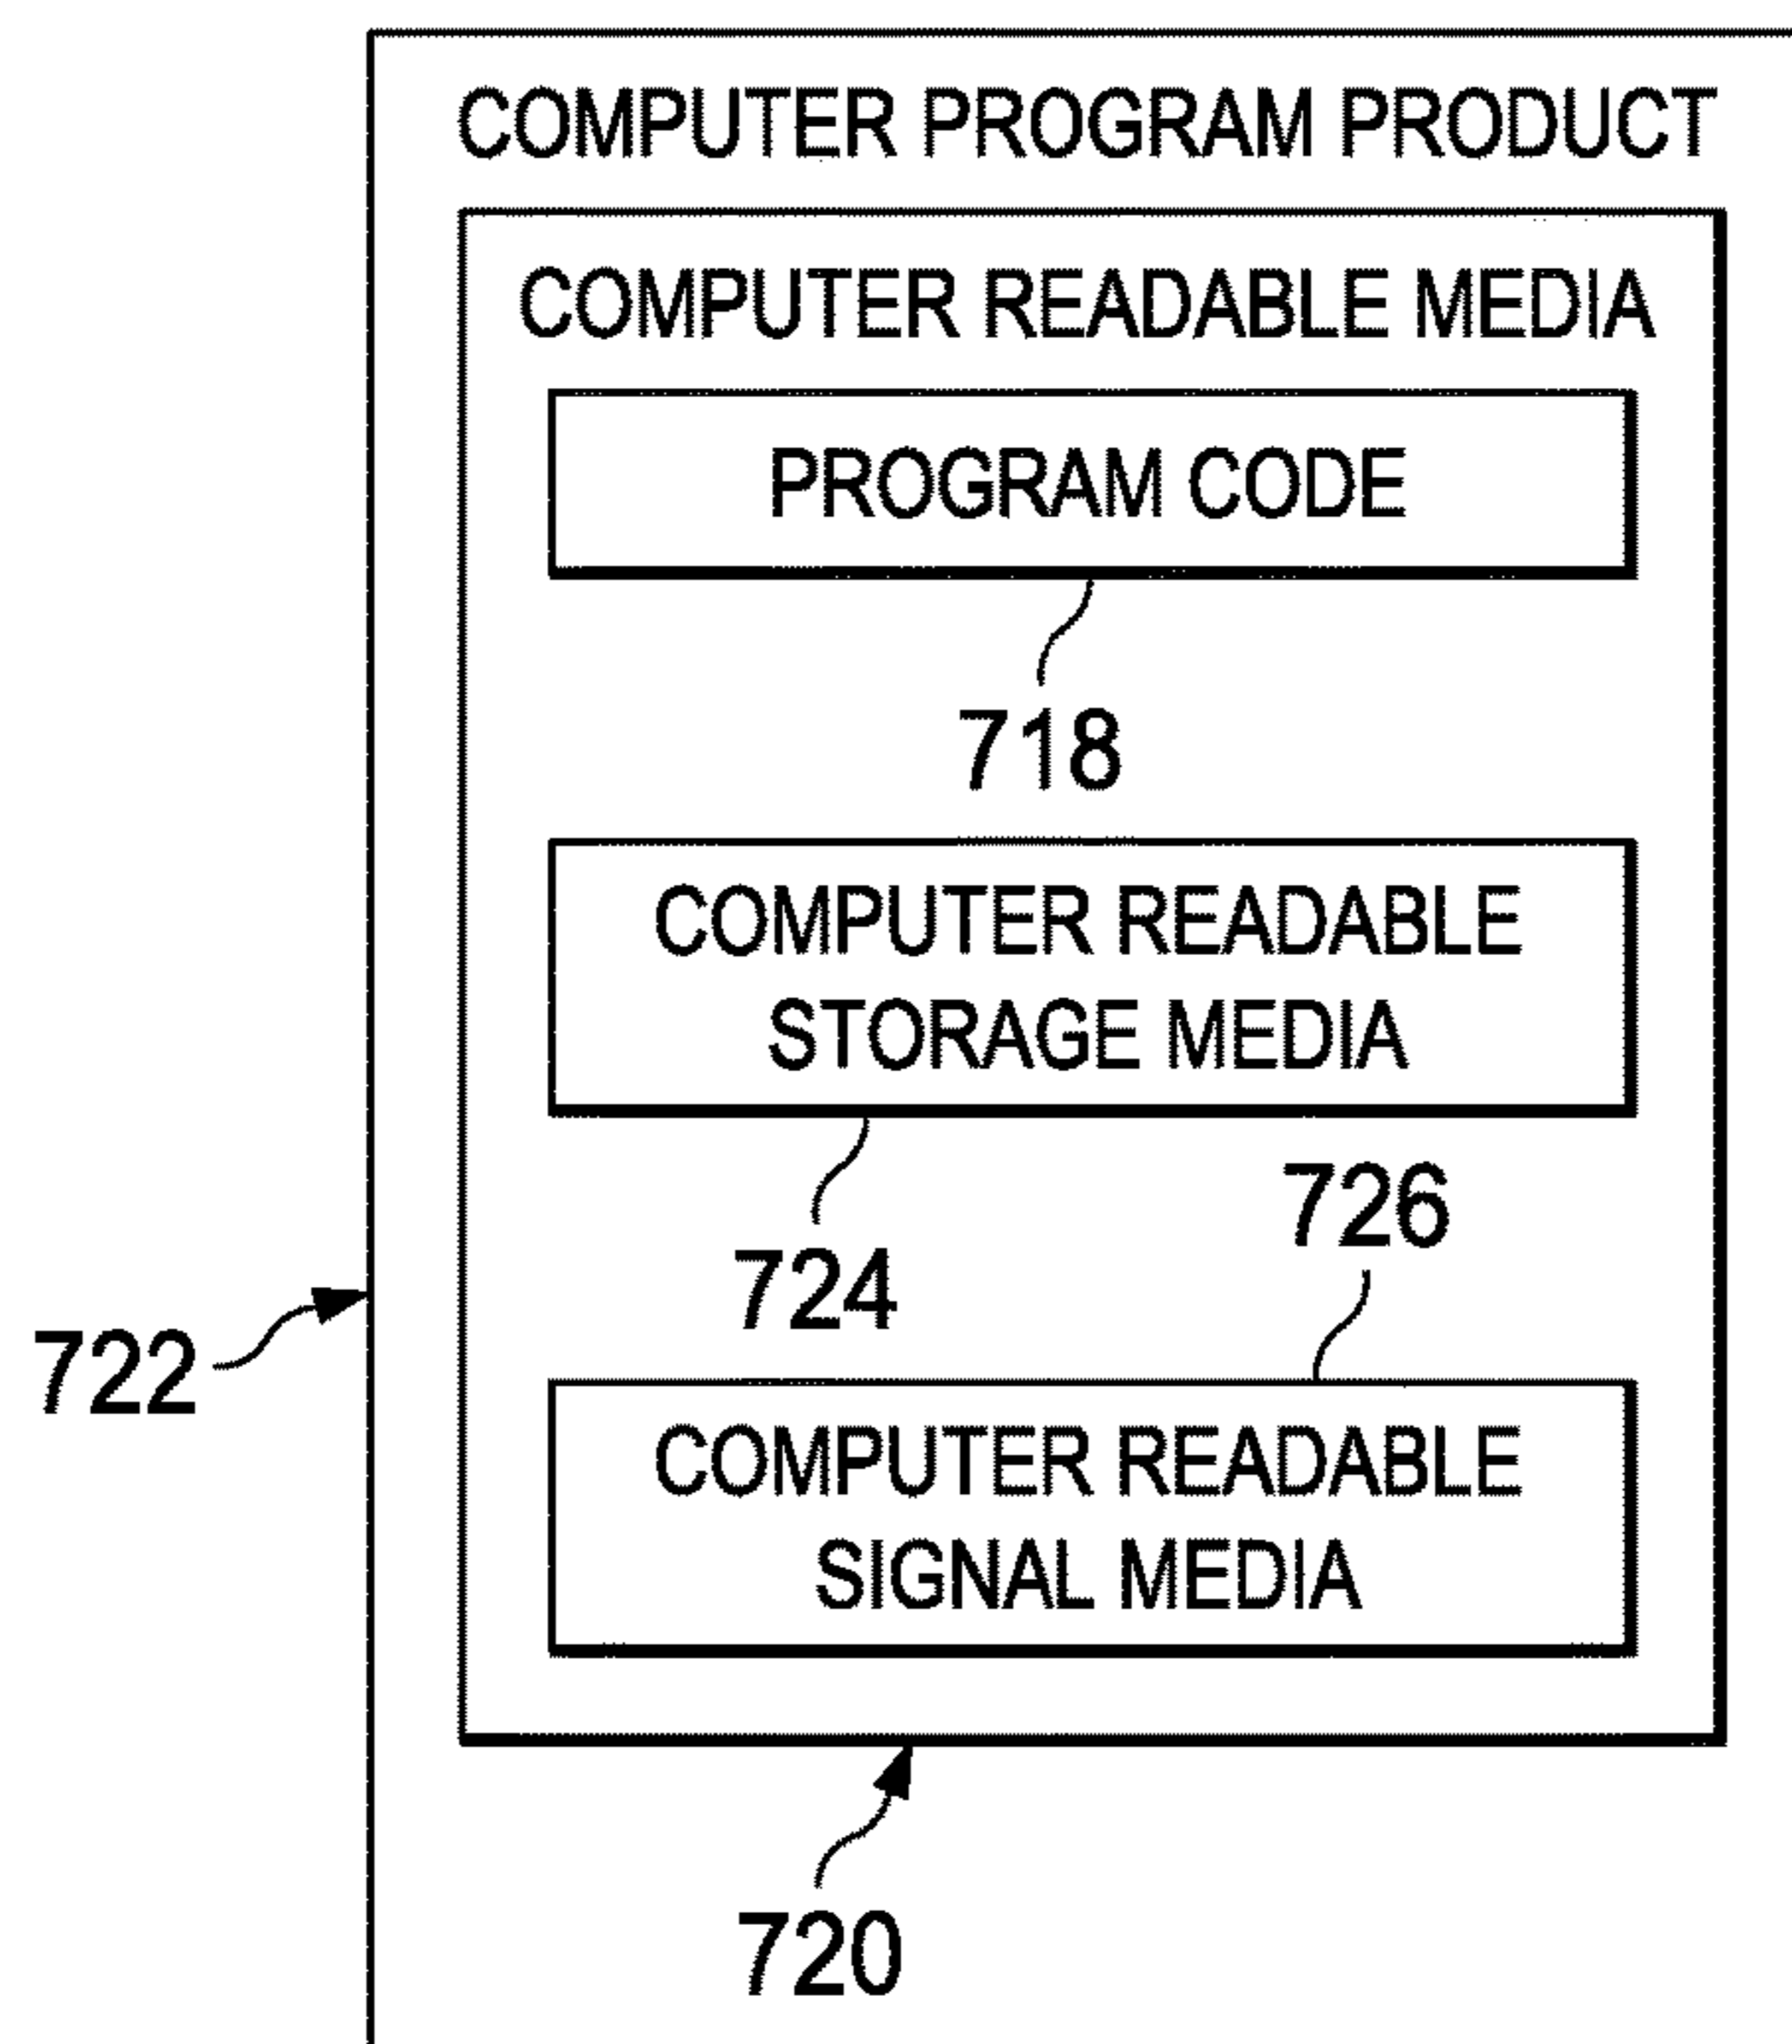 COMPUTER PROGRAM PRODUCT
COMPUTER READABLE MEDIA
PROGRAM CODE
718
COMPUTER READABLE
STORAGE MEDIA
724
726
722
COMPUTER READABLE
SIGNAL MEDIA
720